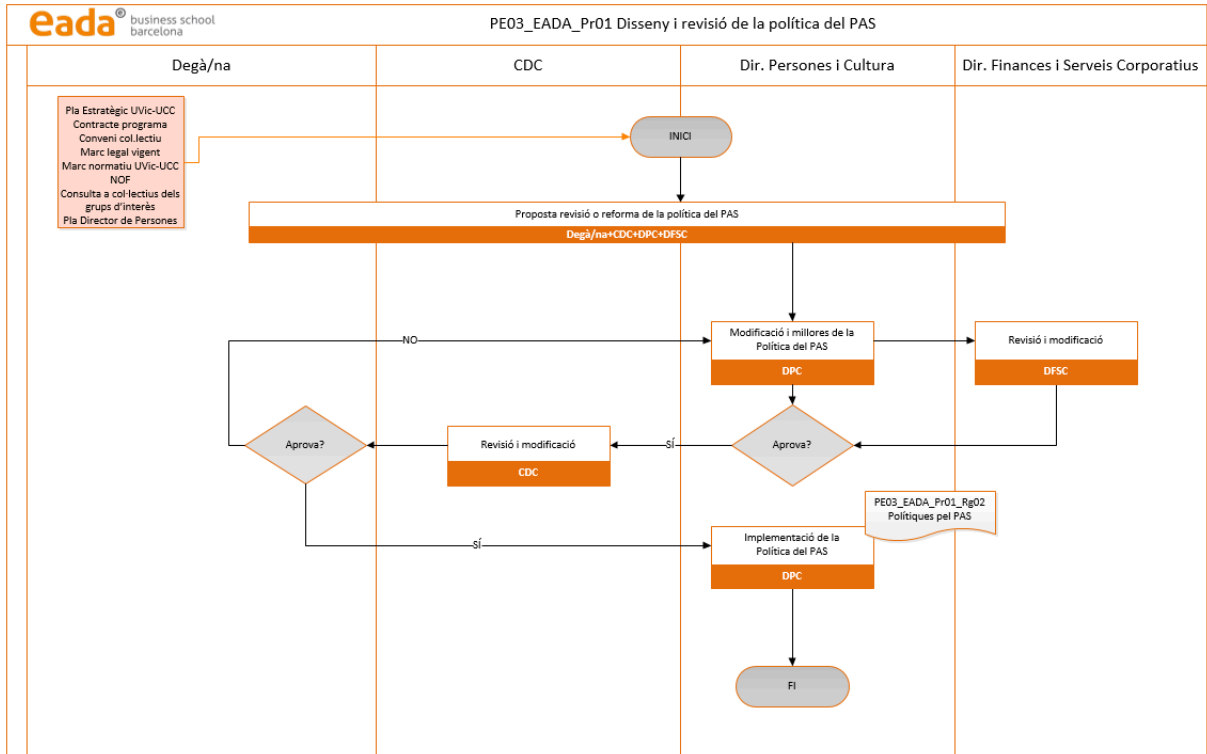 eada® business school
barcelona
PE03_EADA_Pr01 Disseny i revisió de la política del PAS
Degà/na
CDC
Dir. Persones i Cultura
Dir. Finances i Serveis Corporatius
Pla Estratègic UVic-UCC
Contracte programa
Conveni col.lectiu
Marc legal vigent
Marc normatiu UVic-UCC
NOF
Consulta a col·lectius dels
grups d'interès
Pla Director de Persones
INICI
Proposta revisió o reforma de la política del PAS
Degà/na+CDC+DPC+DFSC
NO
Modificació i millores de la
Política del PAS
DPC
Revisió i modificació
DFSC
Aprova?
Revisió i modificació
CDC
SÍ
Aprova?
PE03_EADA_Pr01_Rg02
Polítiques pel PAS
SÍ
Implementació de la
Política del PAS
DPC
FI